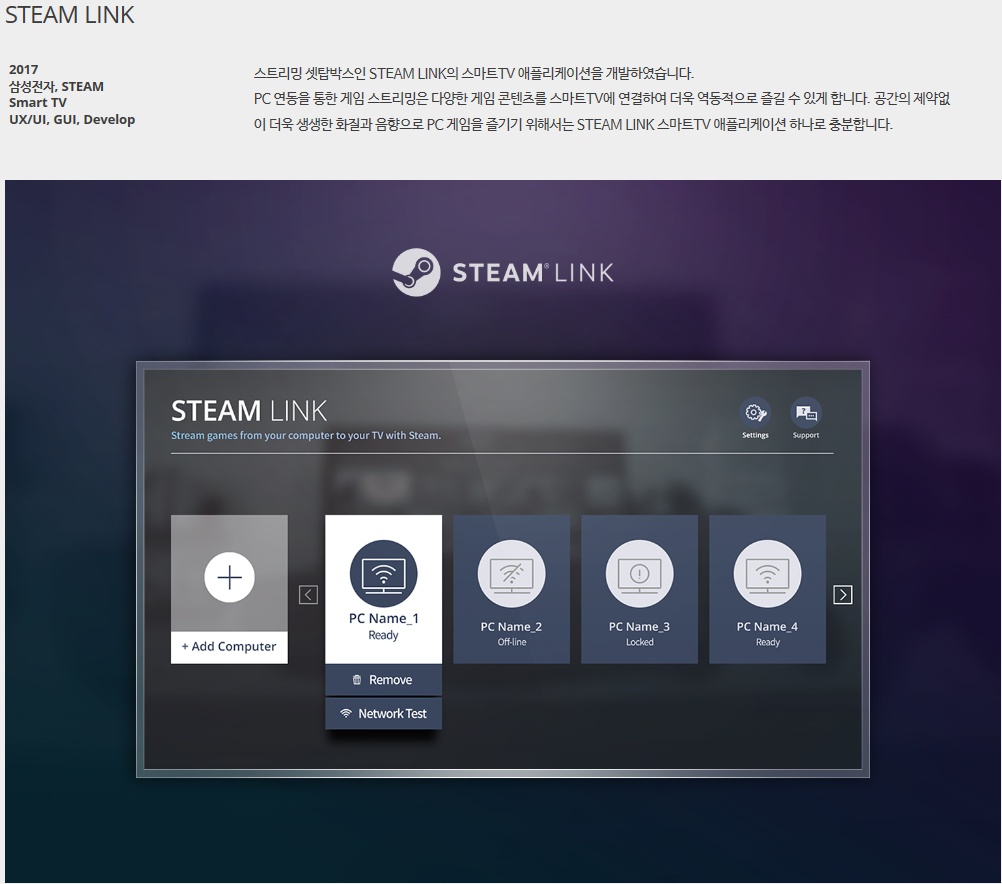 STEAM LINK
2017
삼성전자, STEAM
Smart TV
UX/UI, GUI, Develop
스트리밍 셋탑박스인 STEAM LINK의 스마트TV 애플리케이션을 개발하였습니다.
PC 연동을 통한 게임 스트리밍은 다양한 게임 콘텐츠를 스마트TV에 연결하여 더욱 역동적으로 즐길 수 있게 합니다. 공간의 제약없
이 더욱 생생한 화질과 음향으로 PC 게임을 즐기기 위해서는 STEAM LINK 스마트TV 애플리케이션 하나로 충분합니다.
STEAM® LINK
STEAM LINK
Stream games from your computer to your TV with Steam.
Settings
Support
+ Add Computer
PC Name_1
Ready
Remove
Network Test
PC Name_2
Off-line
PC Name_3
Locked
PC Name_4
Ready